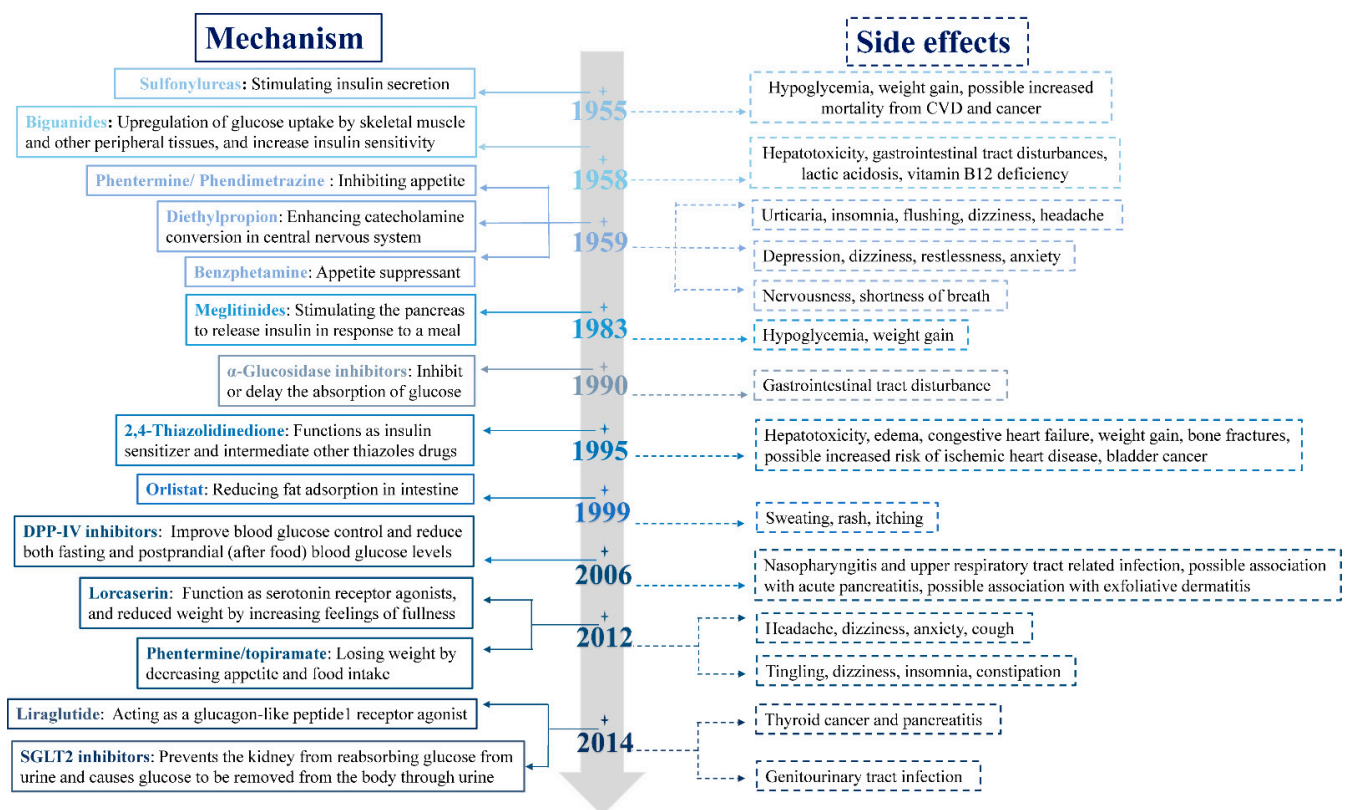 Mechanism
Side effects
Sulfonylureas: Stimulating insulin secretion
1955
Hypoglycemia, weight gain, possible increased
mortality from CVD and cancer
Biguanides: Upregulation of glucose uptake by skeletal muscle
and other peripheral tissues, and increase insulin sensitivity
1958
Hepatotoxicity, gastrointestinal tract disturbances,
lactic acidosis, vitamin B12 deficiency
Phentermine/ Phendimetrazine : Inhibiting appetite
Diethylpropion: Enhancing catecholamine
conversion in central nervous system
Benzphetamine: Appetite suppressant
1959
Urticaria, insomnia, flushing, dizziness, headache
Depression, dizziness, restlessness, anxiety
Nervousness, shortness of breath
Meglitinides: Stimulating the pancreas
to release insulin in response to a meal
1983
Hypoglycemia, weight gain
α-Glucosidase inhibitors: Inhibit
or delay the absorption of glucose
1990
Gastrointestinal tract disturbance
2,4-Thiazolidinedione: Functions as insulin
sensitizer and intermediate other thiazoles drugs
1995
Hepatotoxicity, edema, congestive heart failure, weight gain, bone fractures,
possible increased risk of ischemic heart disease, bladder cancer
Orlistat: Reducing fat adsorption in intestine
1999
Sweating, rash, itching
DPP-IV inhibitors: Improve blood glucose control and reduce
both fasting and postprandial (after food) blood glucose levels
2006
Nasopharyngitis and upper respiratory tract related infection, possible association
with acute pancreatitis, possible association with exfoliative dermatitis
Lorcaserin: Function as serotonin receptor agonists,
and reduced weight by increasing feelings of fullness
Phentermine/topiramate: Losing weight by
decreasing appetite and food intake
2012
Headache, dizziness, anxiety, cough
Tingling, dizziness, insomnia, constipation
Liraglutide: Acting as a glucagon-like peptide1 receptor agonist
SGLT2 inhibitors: Prevents the kidney from reabsorbing glucose from
urine and causes glucose to be removed from the body through urine
2014
Thyroid cancer and pancreatitis
Genitourinary tract infection